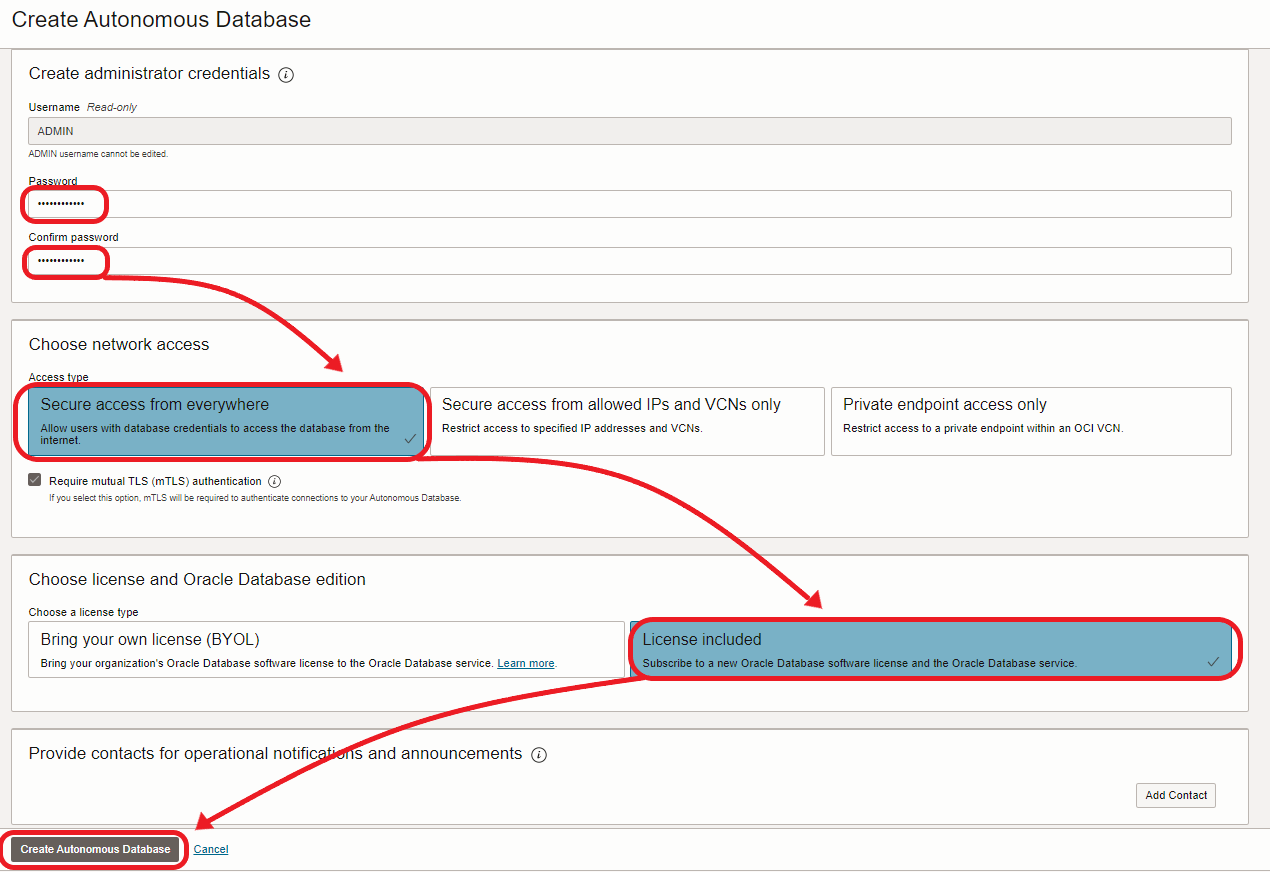 Create Autonomous Database
Create administrator credentials
Username Read-only
ADMIN
ADMIN username cannot be edited.
Password
••••••••••••
Confirm password
••••••••••••
Choose network access
Access type
Secure access from everywhere
Allow users with database credentials to access the database from the
internet.
Secure access from allowed IPs and VCNs only
Restrict access to specified IP addresses and VCNs.
Private endpoint access only
Restrict access to a private endpoint within an OCI VCN.
Require mutual TLS (mTLS) authentication
If you select this option, mTLS will be required to authenticate connections to your Autonomous Database.
Choose license and Oracle Database edition
Choose a license type
Bring your own license (BYOL)
Bring your organization's Oracle Database software license to the Oracle Database service. Learn more.
License included
Subscribe to a new Oracle Database software license and the Oracle Database service.
Provide contacts for operational notifications and announcements
Add Contact
Create Autonomous Database Cancel